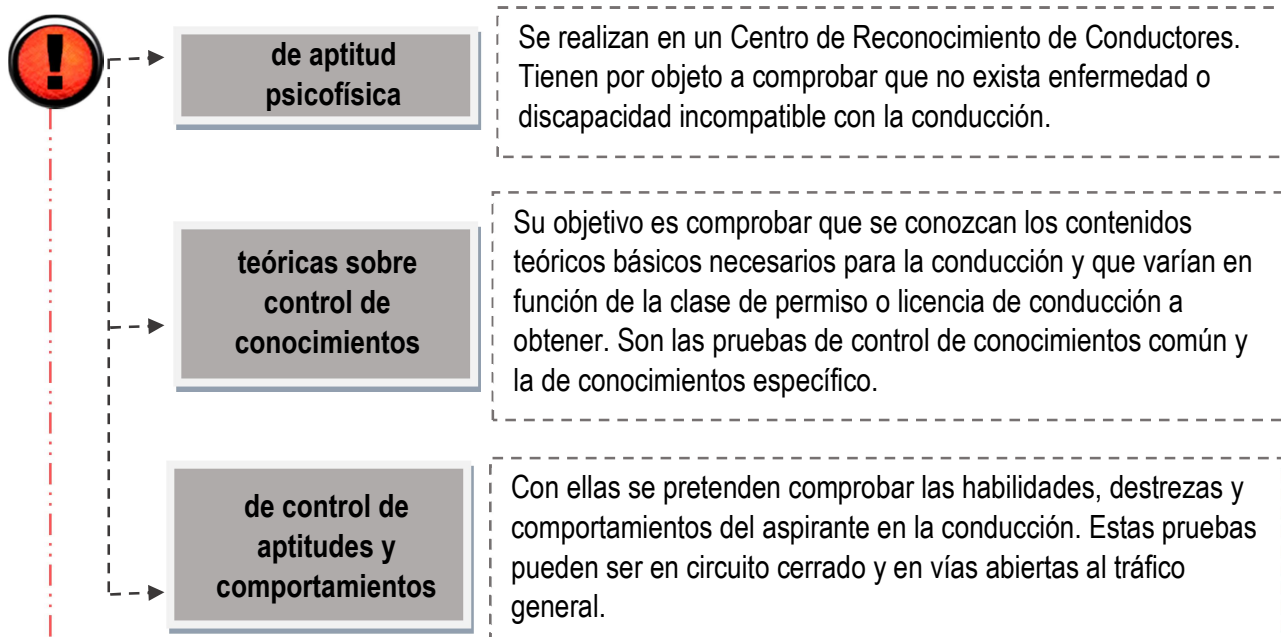 de aptitud
psicofísica
Se realizan en un Centro de Reconocimiento de Conductores.
Tienen por objeto a comprobar que no exista enfermedad o
discapacidad incompatible con la conducción.
teóricas sobre
control de
conocimientos
Su objetivo es comprobar que se conozcan los contenidos
teóricos básicos necesarios para la conducción y que varían en
función de la clase de permiso o licencia de conducción a
obtener. Son las pruebas de control de conocimientos común y
la de conocimientos específico.
de control de
aptitudes y
comportamientos
Con ellas se pretenden comprobar las habilidades, destrezas y
comportamientos del aspirante en la conducción. Estas pruebas
pueden ser en circuito cerrado y en vías abiertas al tráfico
general.